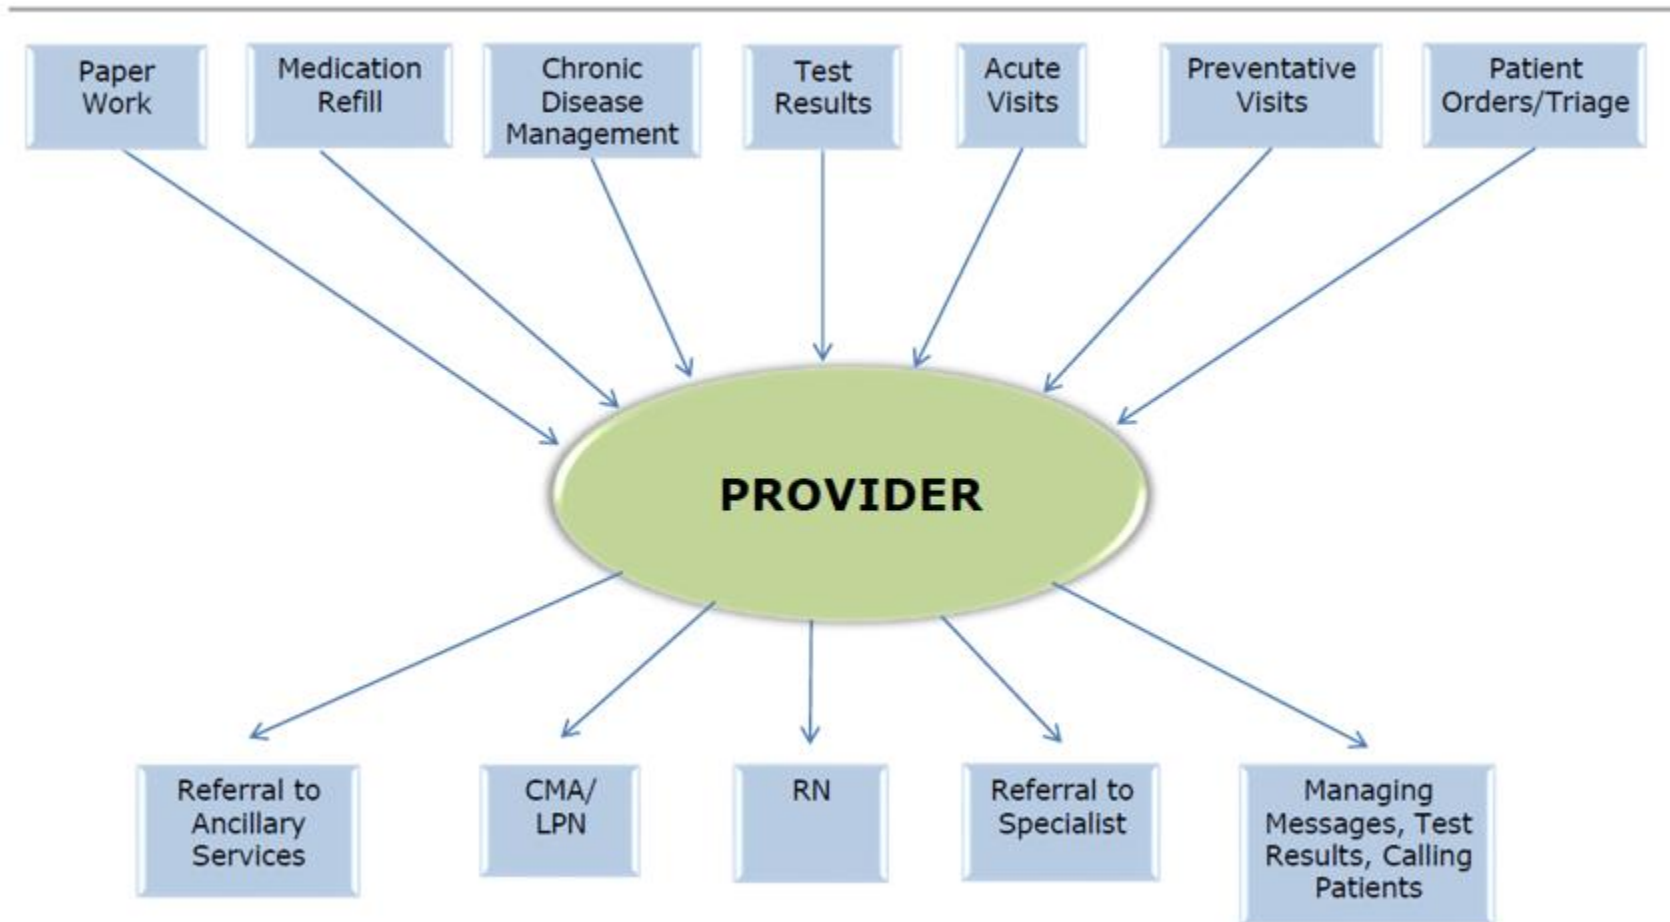 Paper
Work
Medication
Refill
Chronic
Disease
Management
Test
Results
Acute
Visits
Preventative
Visits
Patient
Orders/Triage
PROVIDER
Referral to
Ancillary
Services
CMA/
LPN
RN
Referral to
Specialist
Managing
Messages, Test
Results, Calling
Patients